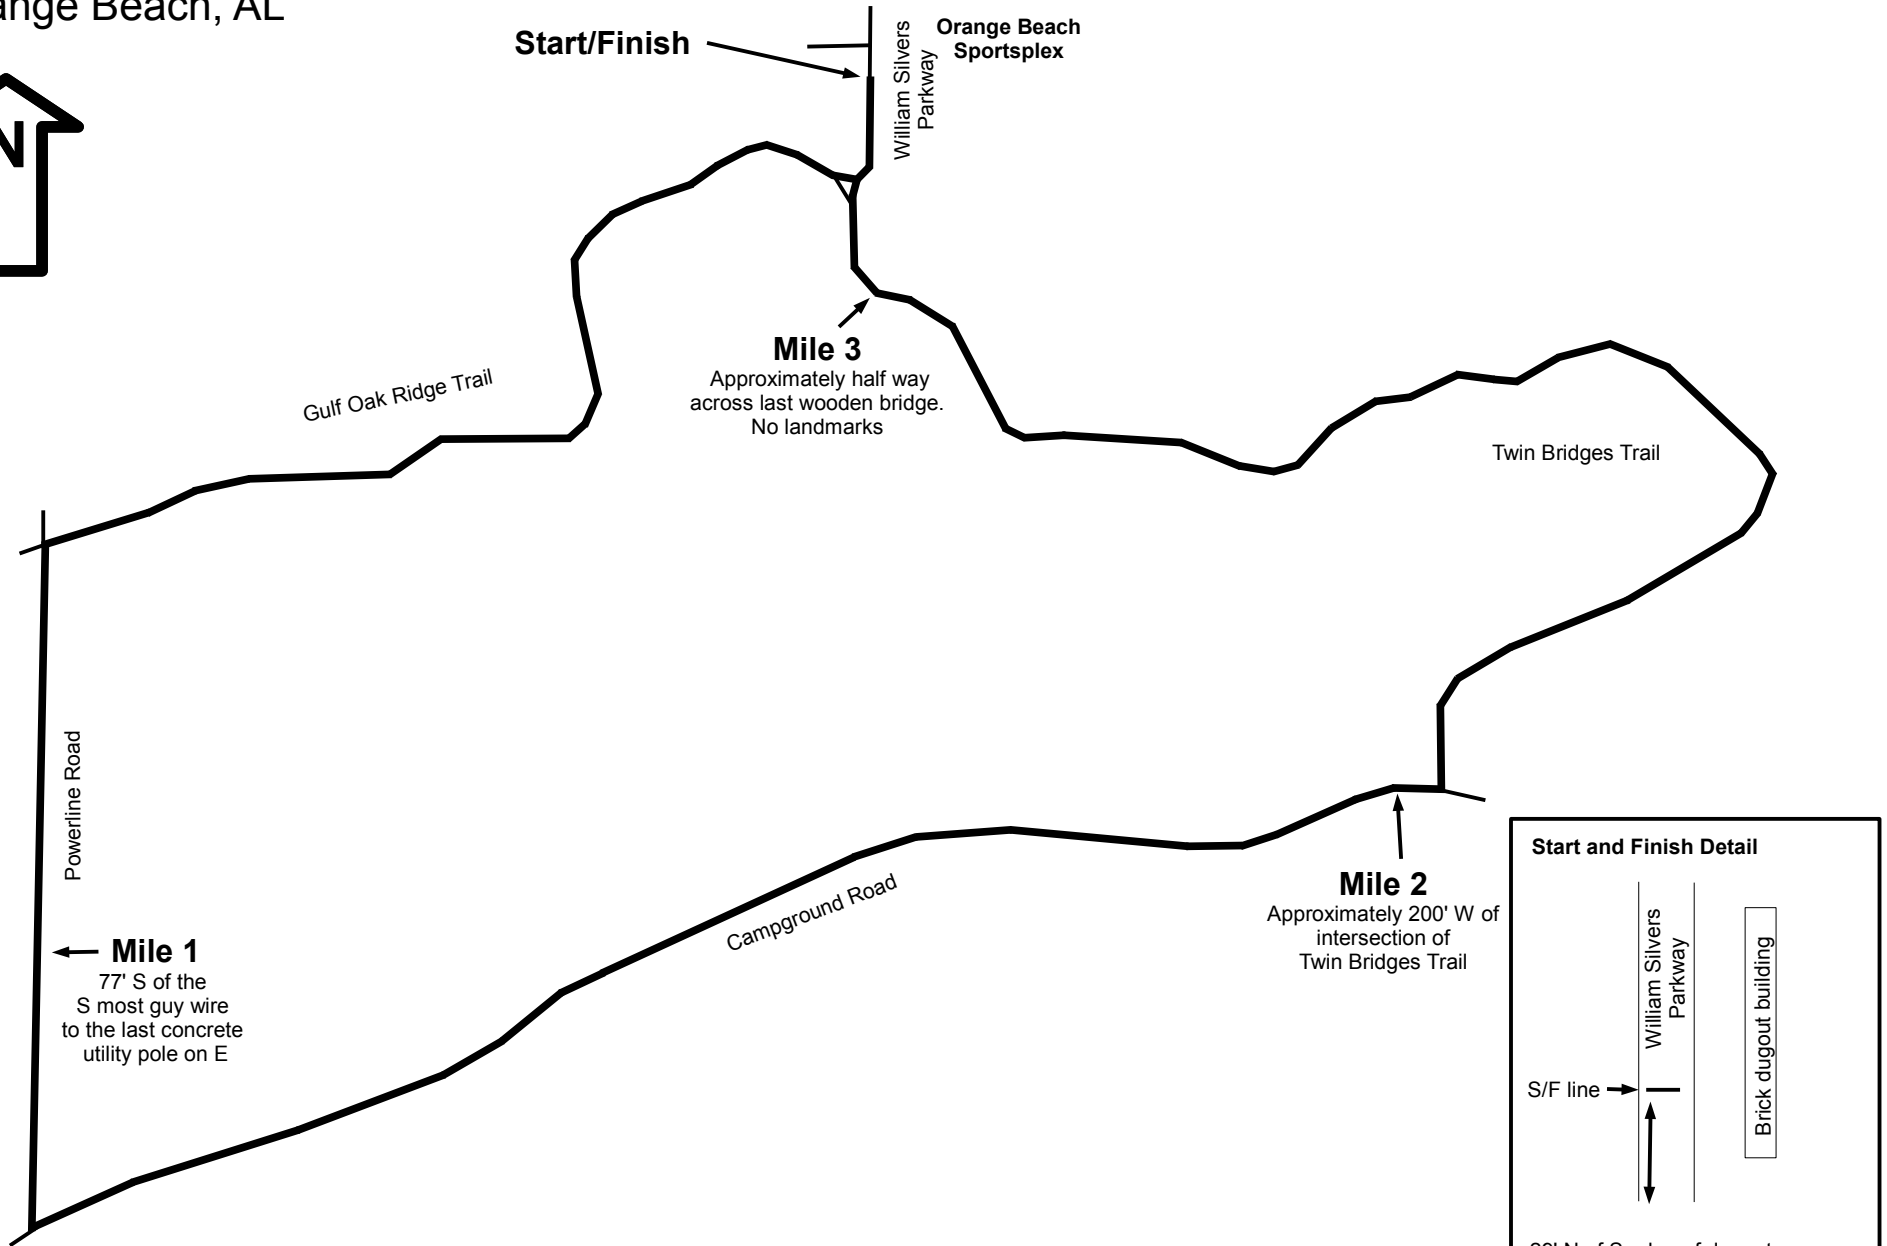 Beach, AL
N
Start/Finish
Orange Beach
Sportsplex
William Silvers
Parkway
Mile 3
Approximately half way
across last wooden bridge.
No landmarks
Gulf Oak Ridge Trail
Twin Bridges Trail
Powerline Road
Campground Road
Mile 1
77' S of the
S most guy wire
to the last concrete
utility pole on E
Mile 2
Approximately 200' W of
intersection of
Twin Bridges Trail
Start and Finish Detail
William Silvers
Parkway
Brick dugout building
S/F line